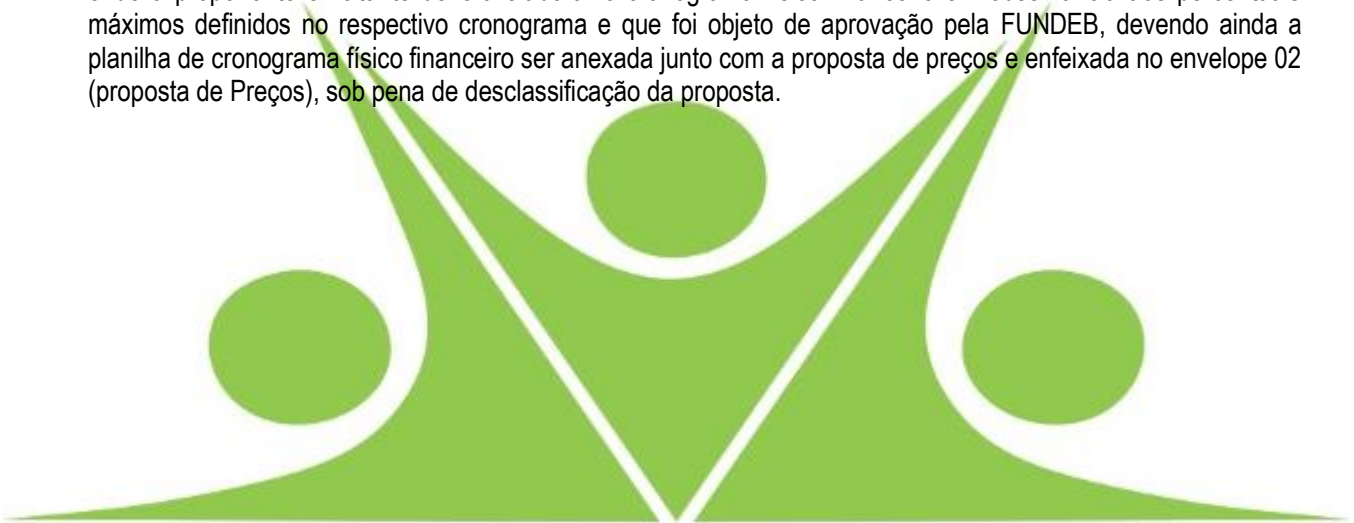 máximos definidos no respectivo cronograma e que foi objeto de aprovação pela FUNDEB, devendo ainda a
planilha de cronograma físico financeiro ser anexada junto com a proposta de preços e enfeixada no envelope 02
(proposta de Preços), sob pena de desclassificação da proposta.